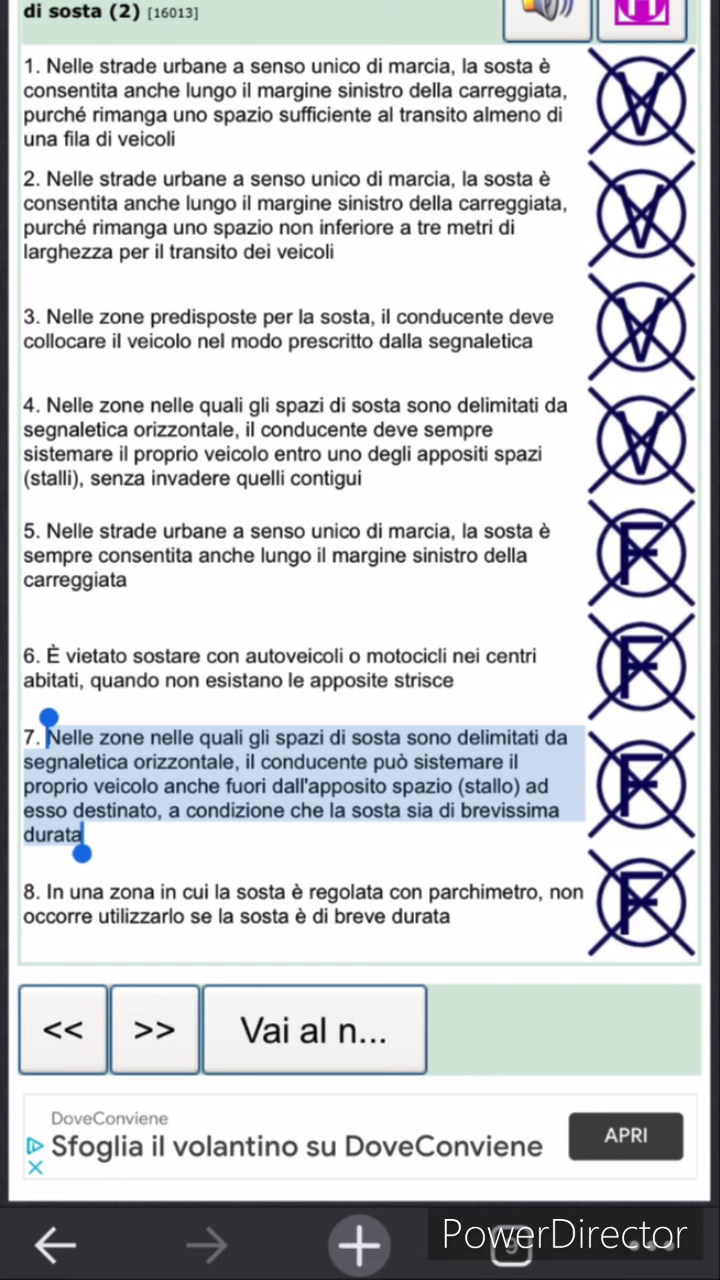 di sosta (2) [16013]
1. Nelle strade urbane a senso unico di marcia, la sosta è
consentita anche lungo il margine sinistro della carreggiata,
purché rimanga uno spazio sufficiente al transito almeno di
una fila di veicoli
V
2. Nelle strade urbane a senso unico di marcia, la sosta è
consentita anche lungo il margine sinistro della carreggiata,
purché rimanga uno spazio non inferiore a tre metri di
larghezza per il transito dei veicoli
V
3. Nelle zone predisposte per la sosta, il conducente deve
collocare il veicolo nel modo prescritto dalla segnaletica
V
4. Nelle zone nelle quali gli spazi di sosta sono delimitati da
segnaletica orizzontale, il conducente deve sempre
sistemare il proprio veicolo entro uno degli appositi spazi
(stalli), senza invadere quelli contigui
V
5. Nelle strade urbane a senso unico di marcia, la sosta è
sempre consentita anche lungo il margine sinistro della
carreggiata
F
6. È vietato sostare con autoveicoli o motocicli nei centri
abitati, quando non esistano le apposite strisce
F
7. Nelle zone nelle quali gli spazi di sosta sono delimitati da
segnaletica orizzontale, il conducente può sistemare il
proprio veicolo anche fuori dall'apposito spazio (stallo) ad
esso destinato, a condizione che la sosta sia di brevissima
durata
F
8. In una zona in cui la sosta è regolata con parchimetro, non
occorre utilizzarlo se la sosta è di breve durata
F
<< >> Vai al n...
DoveConviene
Sfoglia il volantino su DoveConviene
APRI
PowerDirector